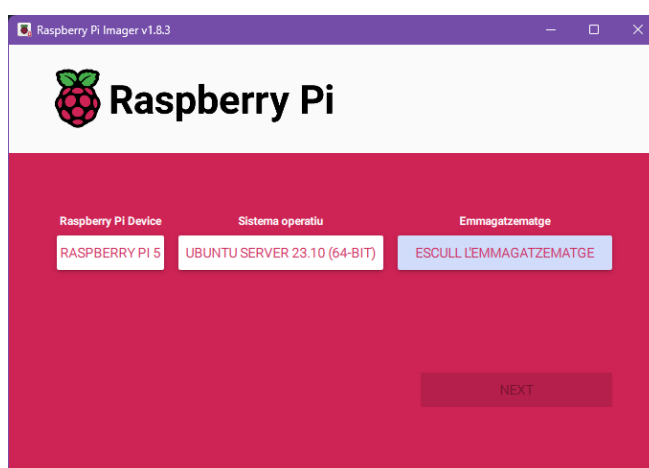 Raspberry Pi Imager v1.8.3
Raspberry Pi
Raspberry Pi Device Sistema operatiu Emmagatzematge
RASPBERRY PI 5 UBUNTU SERVER 23.10 (64-BIT) ESCULL L'EMMAGATZEMATGE
NEXT